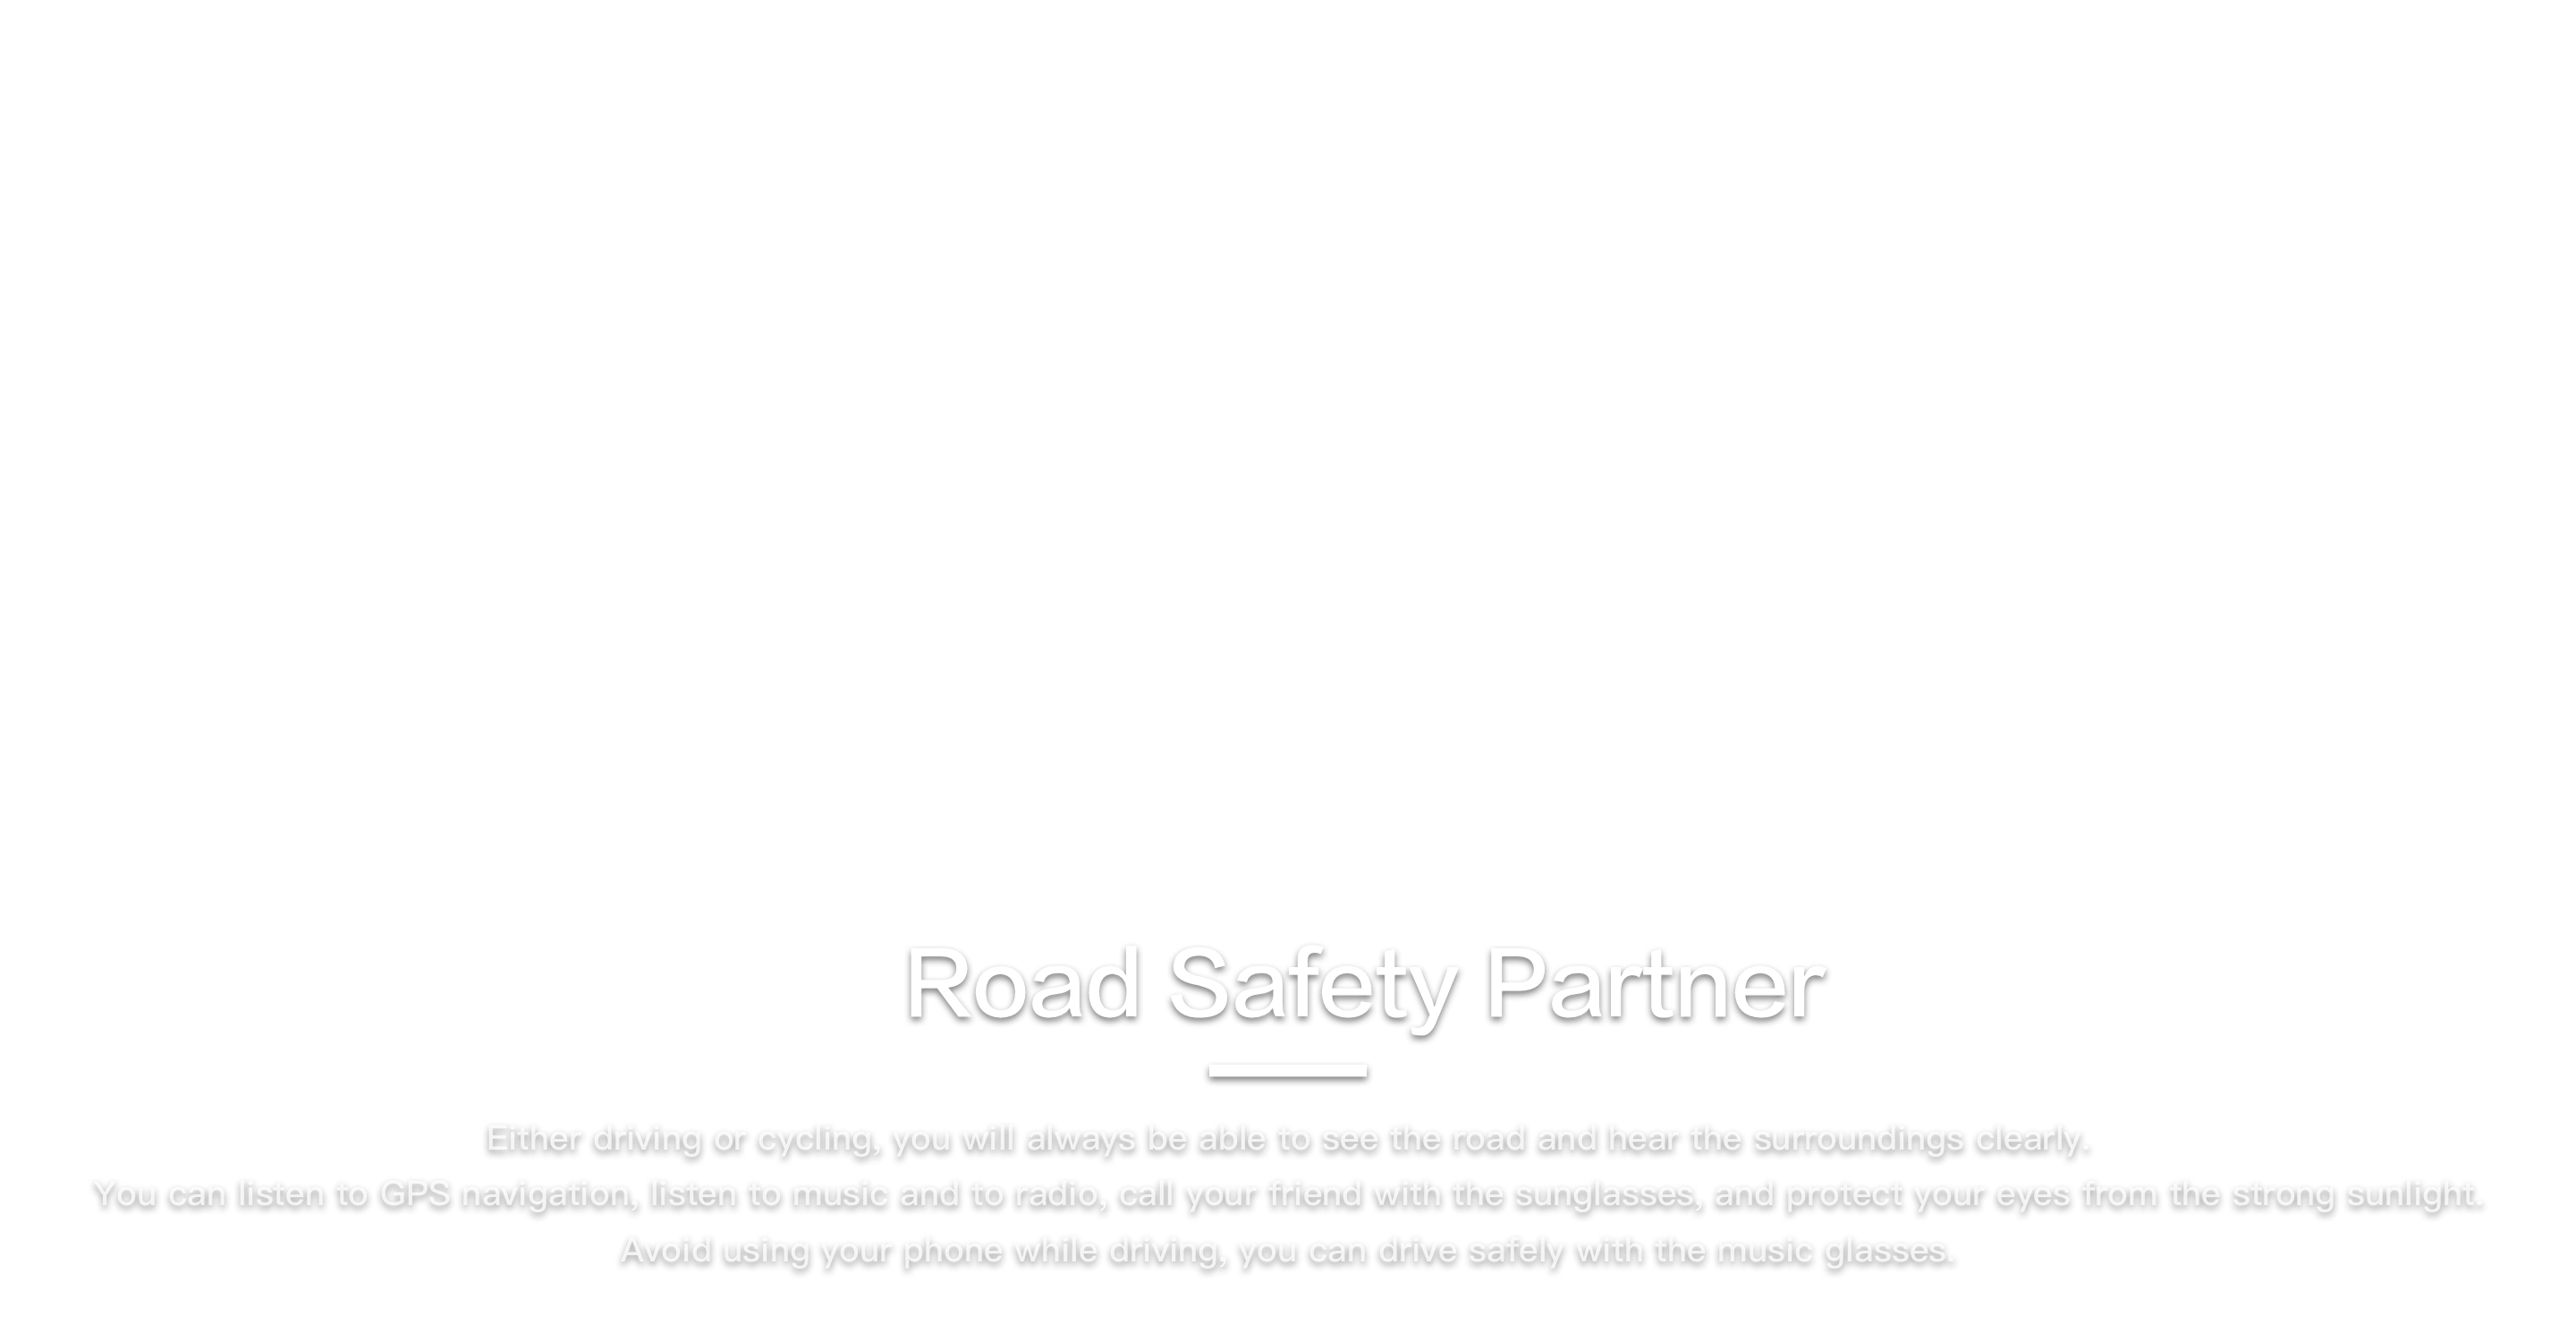 Road Safety Partner
Either driving or cycling, you will always be able to see the road and hear the surroundings clearly.
You can listen to GPS navigation, listen to music and to radio, call your friend with the sunglasses, and protect your eyes from the strong sunlight.
Avoid using your phone while driving, you can drive safely with the music glasses.